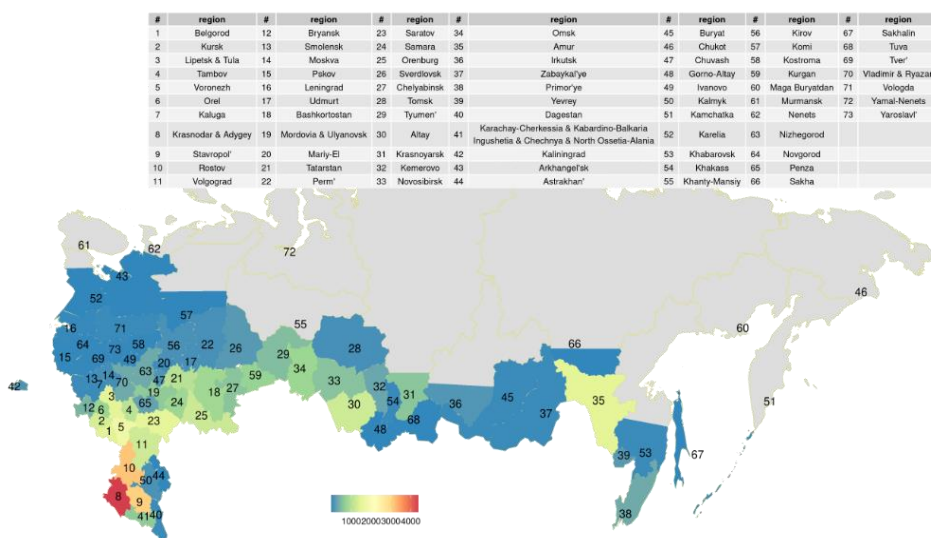 # region # region # region # region # region # region # region
1 Belgorod 12 Bryansk 23 Saratov 34 Omsk 45 Buryat 56 Kirov 67 Sakhalin
2 Kursk 13 Smolensk 24 Samara 35 Amur 46 Chukot 57 Komi 68 Tuva
3 Lipetsk & Tula 14 Moskva 25 Orenburg 36 Irkutsk 47 Chuvash 58 Kostroma 69 Tver'
4 Tambov 15 Pskov 26 Sverdlovsk 37 Zabaykal'ye 48 Gorno-Altay 59 Kurgan 70 Vladimir & Ryazan
5 Voronezh 16 Leningrad 27 Chelyabinsk 38 Primor'ye 49 Ivanovo 60 Maga Buryatdan 71 Vologda
6 Orel 17 Udmurt 28 Tomsk 39 Yevrey 50 Kalmyk 61 Murmansk 72 Yamal-Nenets
7 Kaluga 18 Bashkortostan 29 Tyumen' 40 Dagestan 51 Kamchatka 62 Nenets 73 Yaroslavl'
8 Krasnodar & Adygey 19 Mordovia & Ulyanovsk 30 Altay 41 Karachay-Cherkessia & Kabardino-Balkaria
Ingushetia & Chechnya & North Ossetia-Alania 52 Karelia 63 Nizhegorod
9 Stavropol' 20 Mariy-El 31 Krasnoyarsk 42 Kaliningrad 53 Khabarovsk 64 Novgorod
10 Rostov 21 Tatarstan 32 Kemerovo 43 Arkhangel'sk 54 Khakass 65 Penza
11 Volgograd 22 Perm' 33 Novosibirsk 44 Astrakhan' 55 Khanty-Mansiy 66 Sakha
61 62 72
43
52 46
57
16 71 55 60
64 73 58 56 22 26 28 66
15 69 49 20 17 29
13 7 14 70 63 47 21 59 34 33 32 31 45
12 6 3 4 65 19 24 18 27 30 54 36 37 35 51
2 1 5 23 25 48 68
42
11 39 53 67
10 50 44
8 9 38
41 40
1000 2000 3000 4000